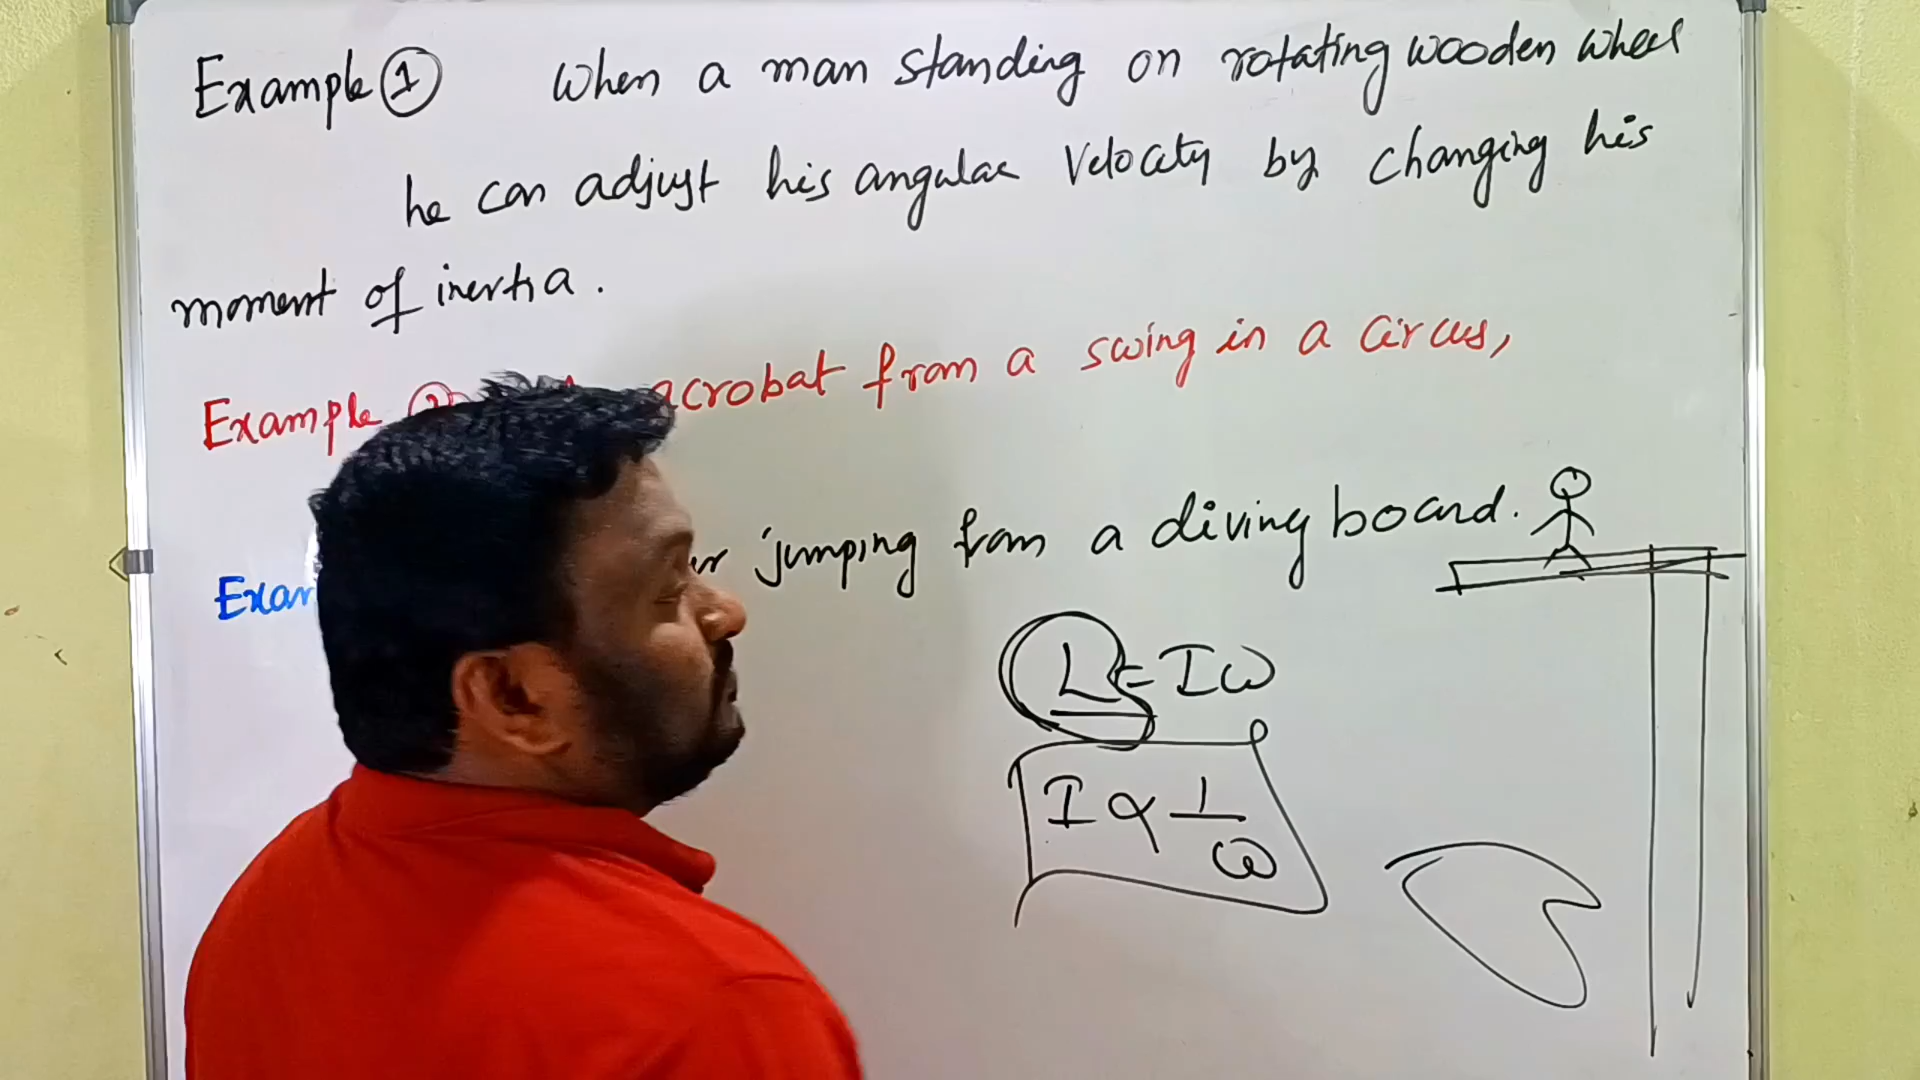 Example ① When a man standing on rotating wooden wheel
he can adjust his angular velocity by changing his
moment of inertia.
Example acrobat from a swing in a circus,
jumping from a diving board.
L = Iω
I ∝ 1/ω